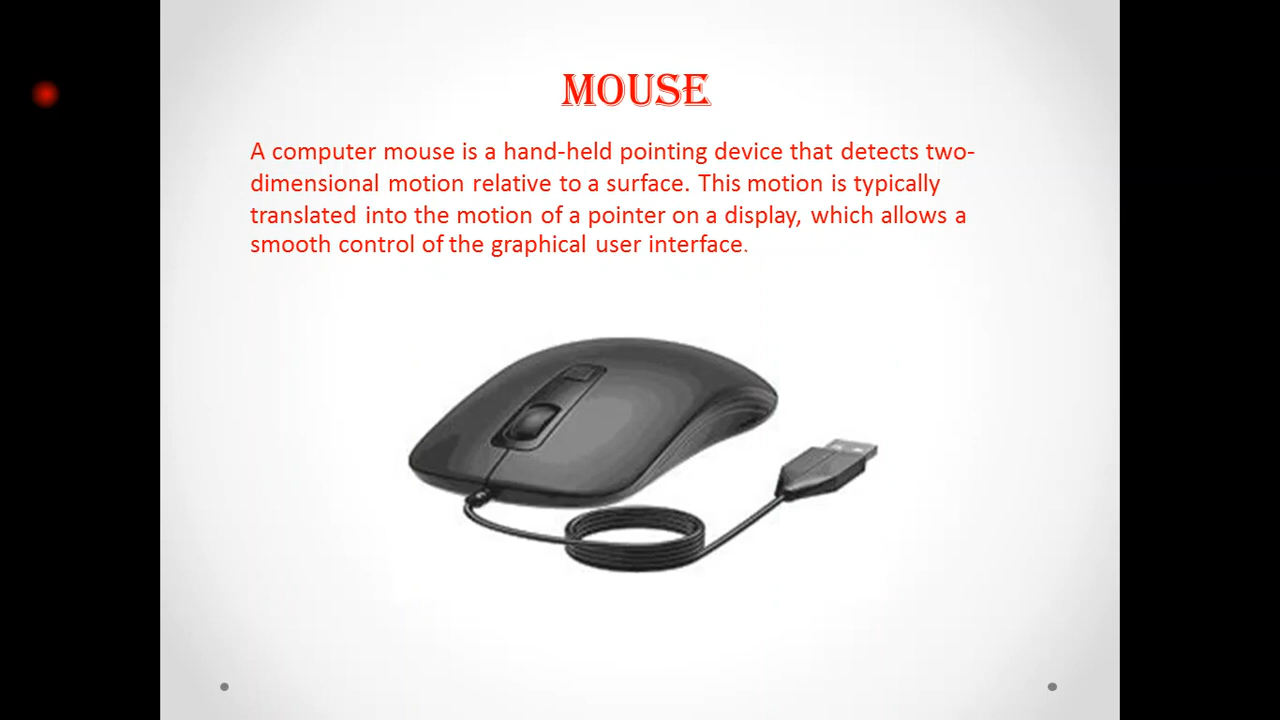 MOUSE
A computer mouse is a hand-held pointing device that detects two-
dimensional motion relative to a surface. This motion is typically
translated into the motion of a pointer on a display, which allows a
smooth control of the graphical user interface.